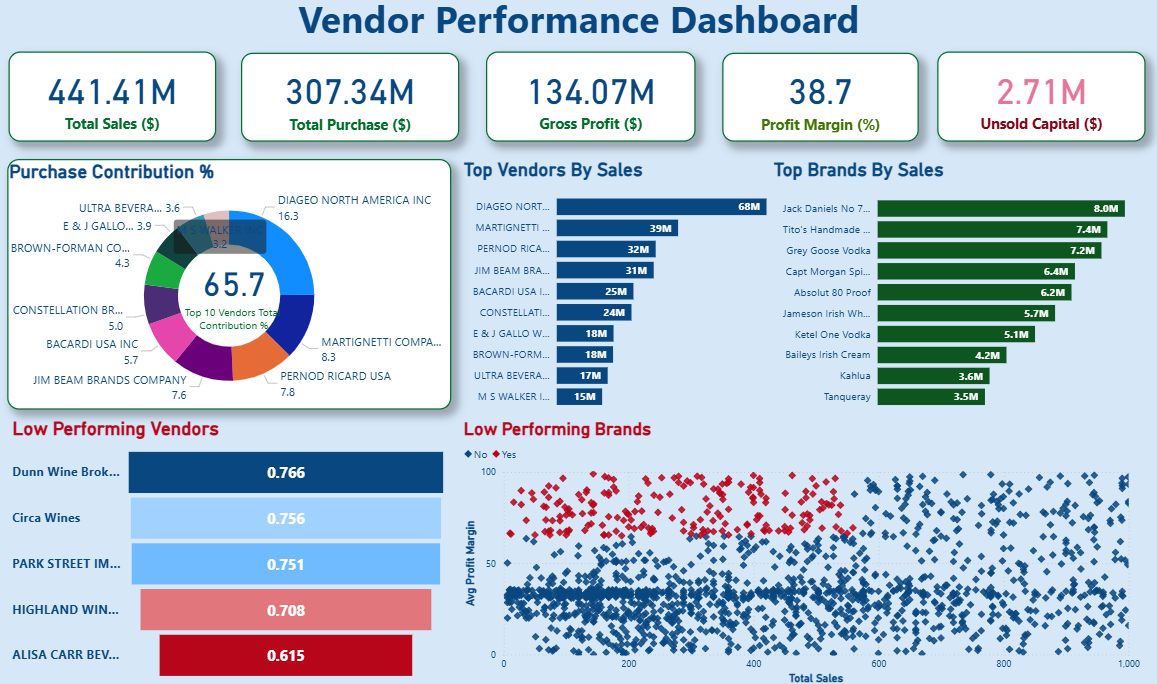 Vendor Performance Dashboard
441.41M
Total Sales ($)
307.34M
Total Purchase ($)
134.07M
Gross Profit ($)
38.7
Profit Margin (%)
2.71M
Unsold Capital ($)
Purchase Contribution %
DIAGEO NORTH AMERICA INC
16.3
MARTIGNETTI COMPA...
8.3
PERNOD RICARD USA
7.8
JIM BEAM BRANDS COMPANY
7.6
BACARDI USA INC
5.7
CONSTELLATION BR...
5.0
BROWN-FORMAN CO...
4.3
E & J GALLO... 3.9
ULTRA BEVERA... 3.6
M S WALKER INC
3.2
65.7
Top 10 Vendors Tota
Contribution %
Top Vendors By Sales
DIAGEO NORT... 68M
MARTIGNETTI ... 39M
PERNOD RICA... 32M
JIM BEAM BRA... 31M
BACARDI USA I... 25M
CONSTELLATI... 24M
E & J GALLO W... 18M
BROWN-FORM... 18M
ULTRA BEVERA... 17M
M S WALKER I... 15M
Top Brands By Sales
Jack Daniels No 7... 8.0M
Tito's Handmade ... 7.4M
Grey Goose Vodka 7.2M
Capt Morgan Spi... 6.4M
Absolut 80 Proof 6.2M
Jameson Irish Wh... 5.7M
Ketel One Vodka 5.1M
Baileys Irish Cream 4.2M
Kahlua 3.6M
Tanqueray 3.5M
Low Performing Vendors
Dunn Wine Brok... 0.766
Circa Wines 0.756
PARK STREET IM... 0.751
HIGHLAND WIN... 0.708
ALISA CARR BEV... 0.615
Low Performing Brands
No Yes
100
50
0
Avg Profit Margin
0 200 400 600 800 1,000
Total Sales